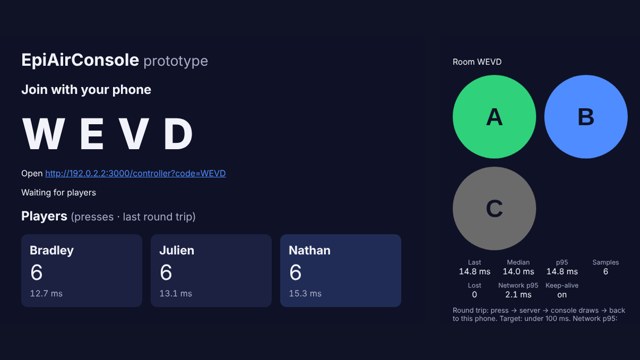 EpiAirConsole prototype
Join with your phone
WEVD
Open http://192.0.2.2:3000/controller?code=WEVD
Waiting for players
Players (presses · last round trip)
Bradley
6
12.7 ms
Julien
6
13.1 ms
Nathan
6
15.3 ms
Room WEVD
A
B
C
Last Median p95 Samples
14.8 ms 14.0 ms 14.8 ms 6
Lost Network p95 Keep-alive
0 2.1 ms on
Round trip: press → server → console draws → back
to this phone. Target: under 100 ms. Network p95: